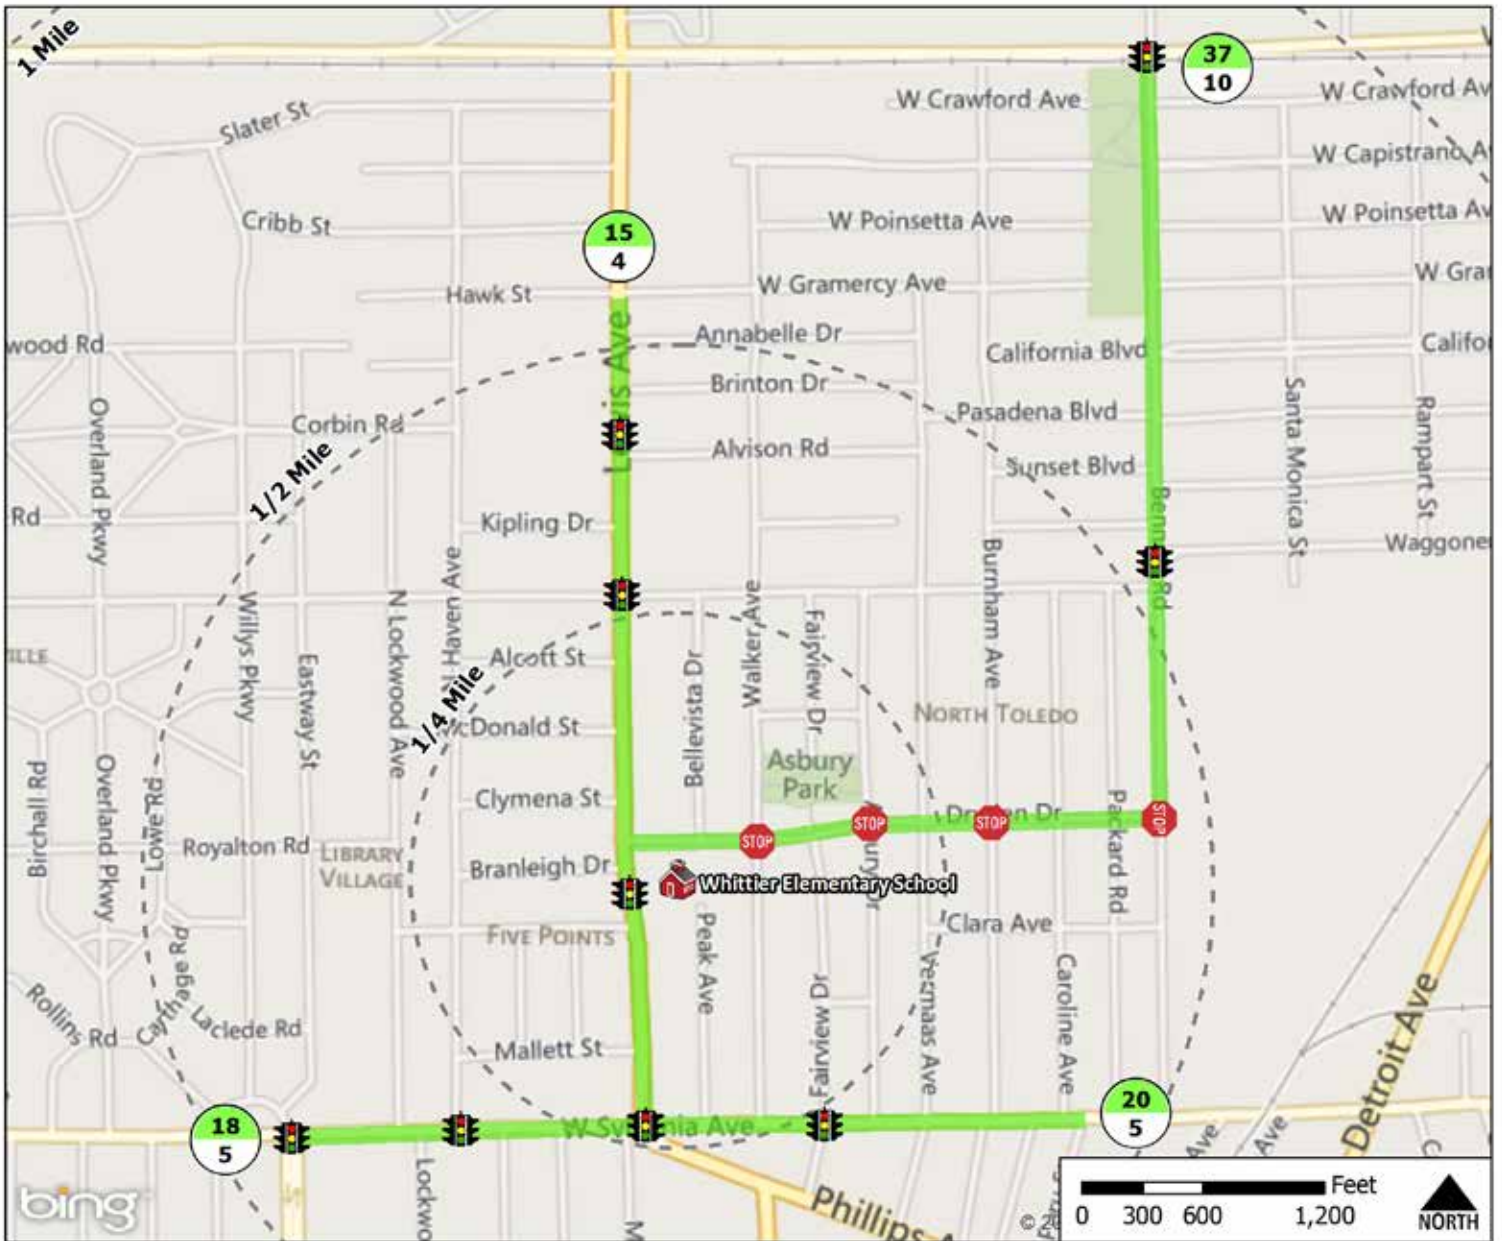 1 Mile
37
10
W Crawford Ave
W Crawford Av
Slater St
W Capistrano A
Cribb St
W Poinsetta Ave
W Poinsetta Av
15
4
W Gramercy Ave
W Gra
Hawk St
Annabelle Dr
wood Rd
California Blvd
Califo
Brinton Dr
Pasadena Blvd
Corbin Rd
Overland Pkwy
Santa Monica St
Rampart St
Alvison Rd
Sunset Blvd
1/2 Mile
Rd
Kipling Dr
Waggone
Burnham Ave
Willys Pkwy
N Lockwood Ave
Haven Ave
Walker Ave
Fairview Dr
Alcott St
Eastway St
Bellevista Dr
1/4 Mile
McDonald St
NORTH TOLEDO
Asbury
Park
Birchall Rd
Overland Pkwy
Lowe Rd
Clymena St
Packard Rd
STOP
STOP
STOP
STOP
Royalton Rd
LIBRARY
VILLAGE
Branleigh Dr
Whittier Elementary School
Clara Ave
FIVE POINTS
Peak Ave
Fairview Dr
Vermaas Ave
Caroline Ave
Rollins Rd
Carthage Rd
Laclede Rd
Mallett St
Detroit Ave
18
5
20
5
Ave
Ave
Lockwo
bing
Phillips A
Feet
0 300 600 1,200
NORTH